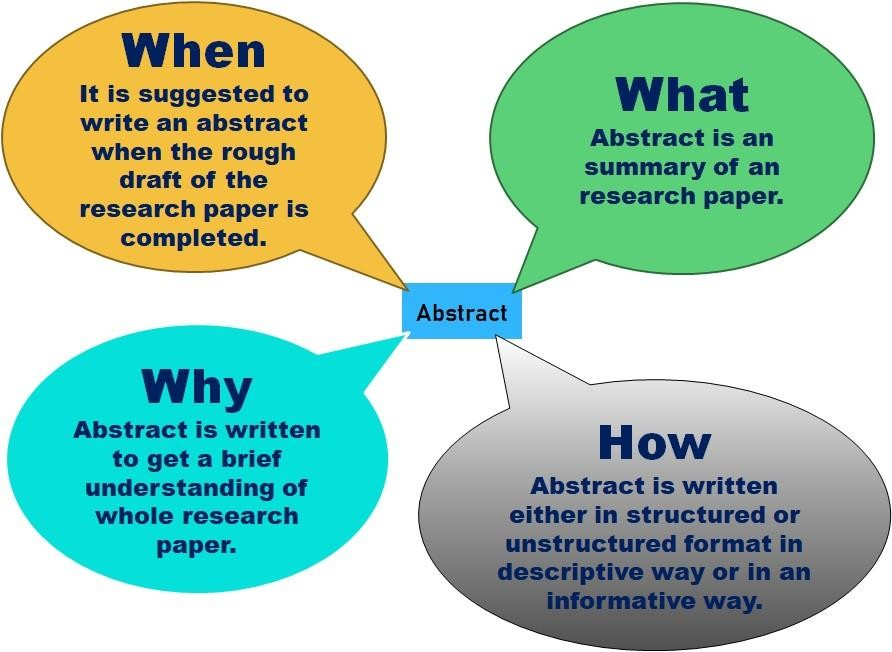 When
It is suggested to
write an abstract
when the rough
draft of the
research paper is
completed.
What
Abstract is an
summary of an
research paper.
Abstract
Why
Abstract is written
to get a brief
understanding of
whole research
paper.
How
Abstract is written
either in structured or
unstructured format in
descriptive way or in an
informative way.